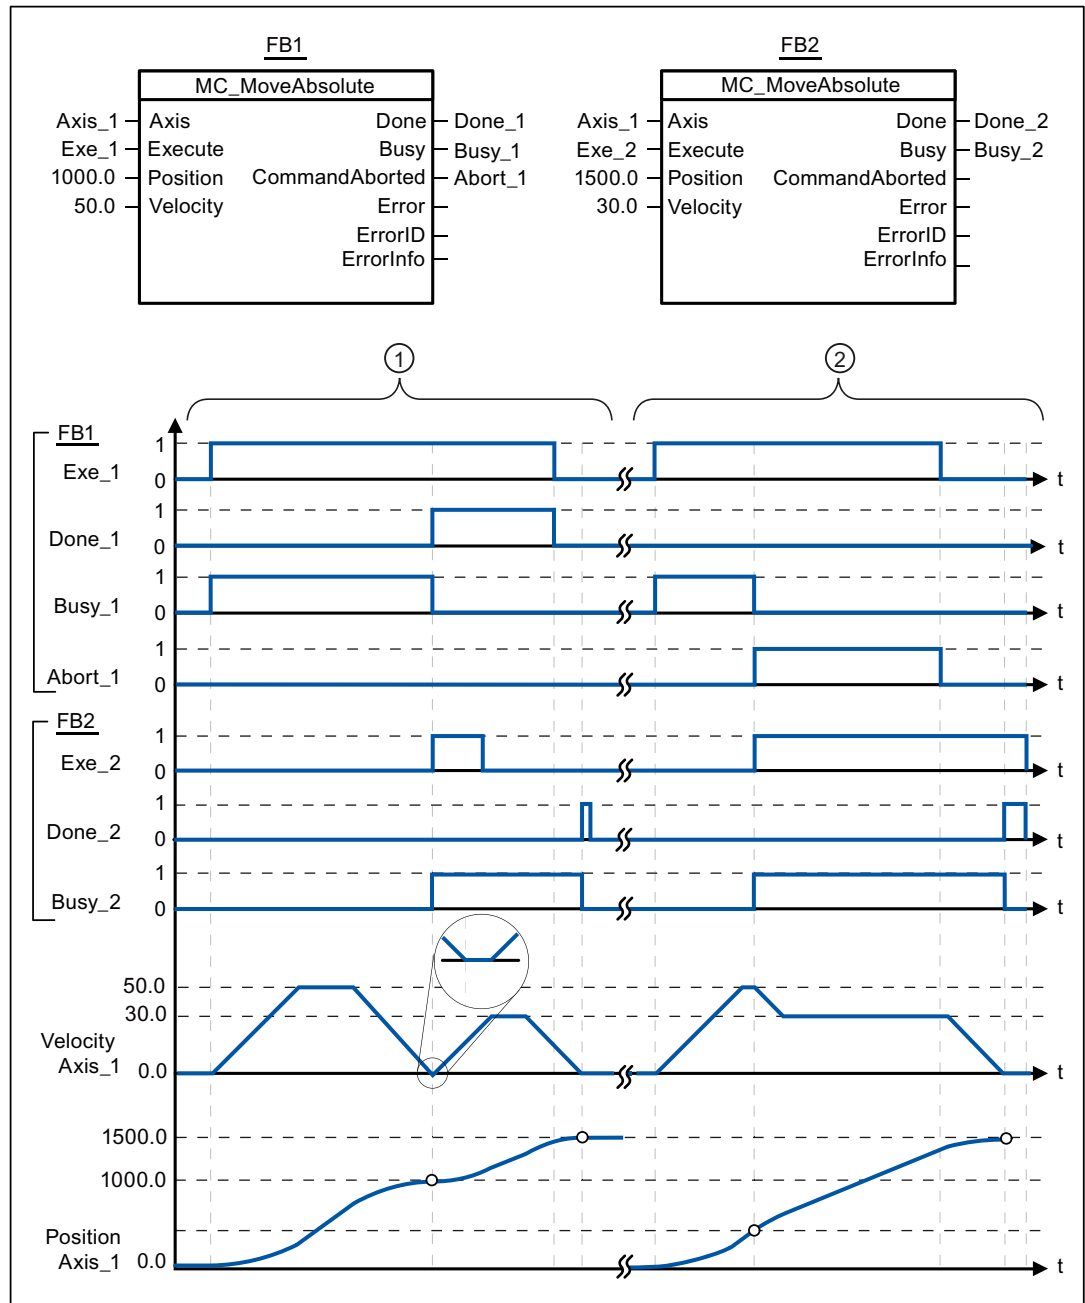 FB1
MC_MoveAbsolute
Axis_1 Axis Done Done_1
Exe_1 Execute Busy Busy_1
1000.0 Position CommandAborted Abort_1
50.0 Velocity Error
ErrorID
ErrorInfo
FB2
MC_MoveAbsolute
Axis_1 Axis Done Done_2
Exe_2 Execute Busy Busy_2
1500.0 Position CommandAborted
30.0 Velocity Error
ErrorID
ErrorInfo
1 2
FB1
1
Exe_1
0 t
1
Done_1
0 t
1
Busy_1
0 t
1
Abort_1
0 t
FB2
1
Exe_2
0 t
1
Done_2
0 t
1
Busy_2
0 t
50.0
30.0
Velocity
Axis_1
0.0 t
1500.0
1000.0
Position
Axis_1
0.0 t